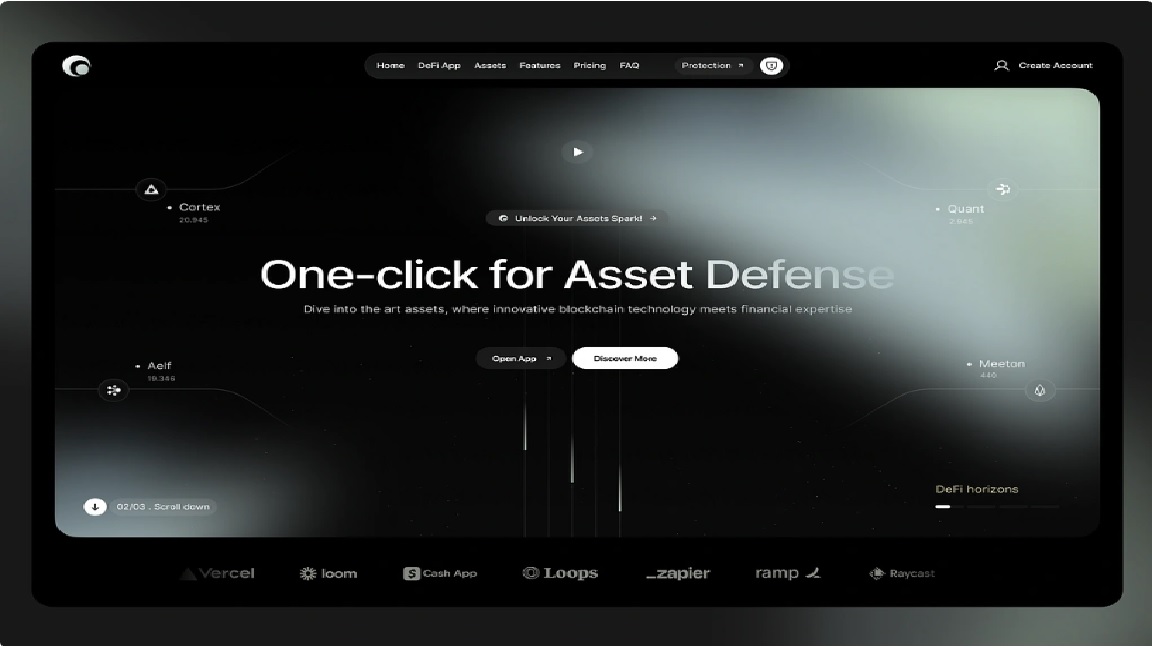 Home DeFi App Assets Features Pricing FAQ Protection Create Account
Cortex
20.945
Quant
2.945
Unlock Your Assets Spark!
One-click for Asset Defense
Dive into the art assets, where innovative blockchain technology meets financial expertise
Open App Discover More
Aelf
19.346
Meeton
440
02/03 . Scroll down
DeFi horizons
Vercel loom Cash App Loops zapier ramp Raycast